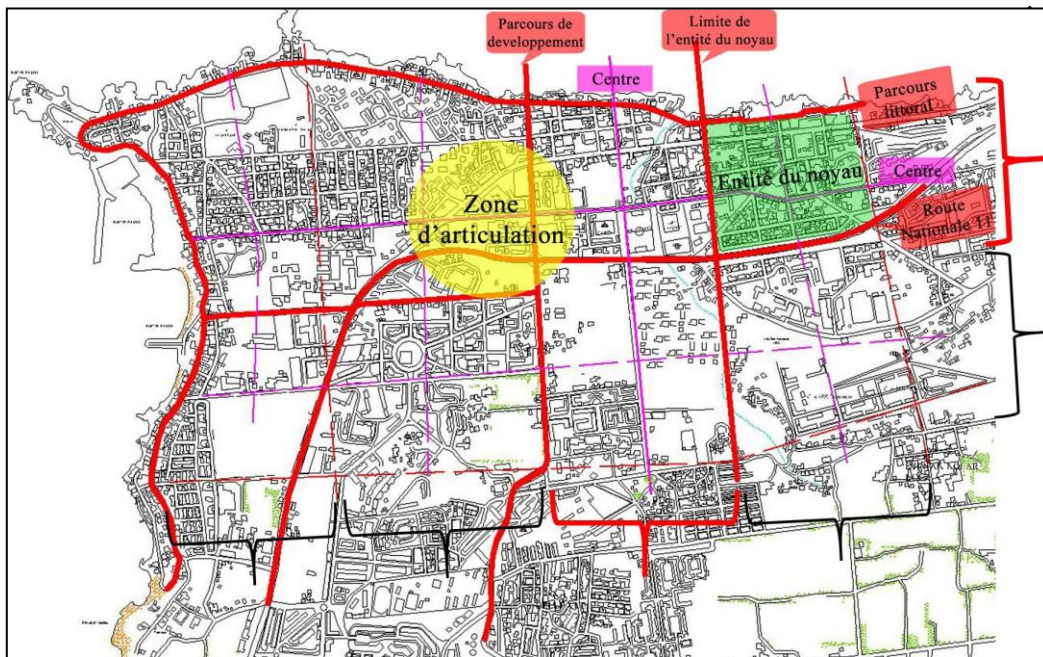 Parcours de
developpement
Limite de
l'entité du noyau
Centre
Parcours
littoral
Entité du noyau
Centre
Zone
d'articulation
Route
Nationale 11